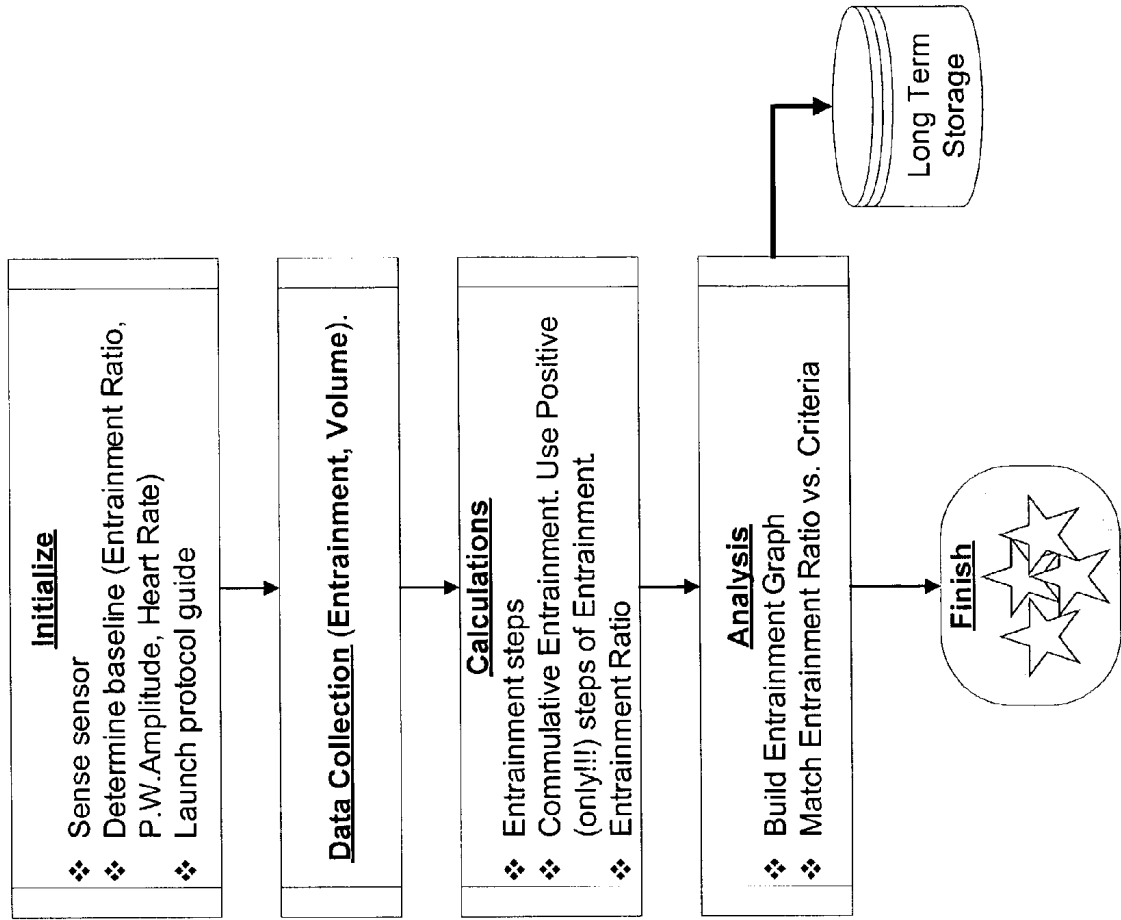 Initialize
❖ Sense sensor
❖ Determine baseline (Entrainment Ratio,
P.W.Amplitude, Heart Rate)
❖ Launch protocol guide
Data Collection (Entrainment, Volume).
Calculations
❖ Entrainment steps
❖ Commulative Entrainment. Use Positive
(only!!!) steps of Entrainment
❖ Entrainment Ratio
Analysis
❖ Build Entrainment Graph
❖ Match Entrainment Ratio vs. Criteria
Long Term
Storage
Finish